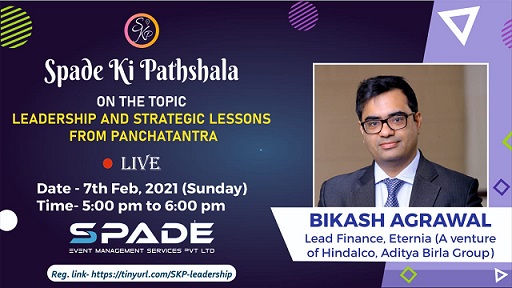 SKP
Spade Ki Pathshala
ON THE TOPIC
LEADERSHIP AND STRATEGIC LESSONS
FROM PANCHATANTRA
LIVE
Date - 7th Feb, 2021 (Sunday)
Time- 5:00 pm to 6:00 pm
SPADE
EVENT MANAGEMENT SERVICES PVT LTD
Reg. link- https://tinyurl.com/SKP-leadership
BIKASH AGRAWAL
Lead Finance, Eternia (A venture
of Hindalco, Aditya Birla Group)